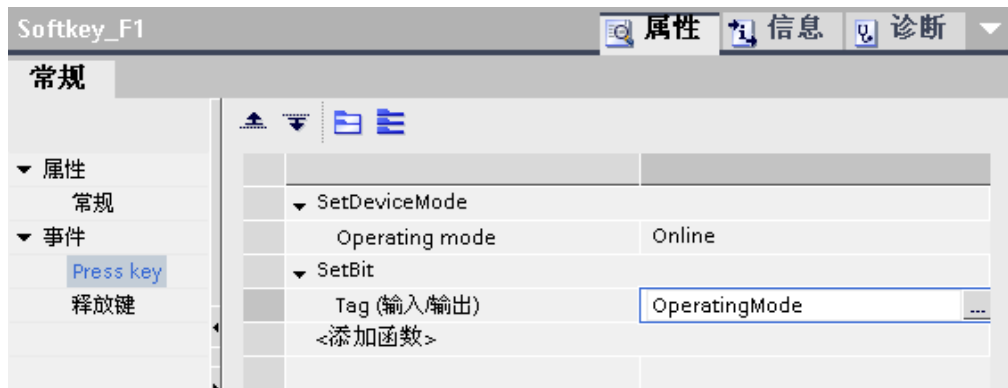 Softkey_F1 属性 信息 诊断
常规
属性
常规
事件
Press key
释放键
SetDeviceMode
Operating mode Online
SetBit
Tag (输入/输出) OperatingMode ...
<添加函数>